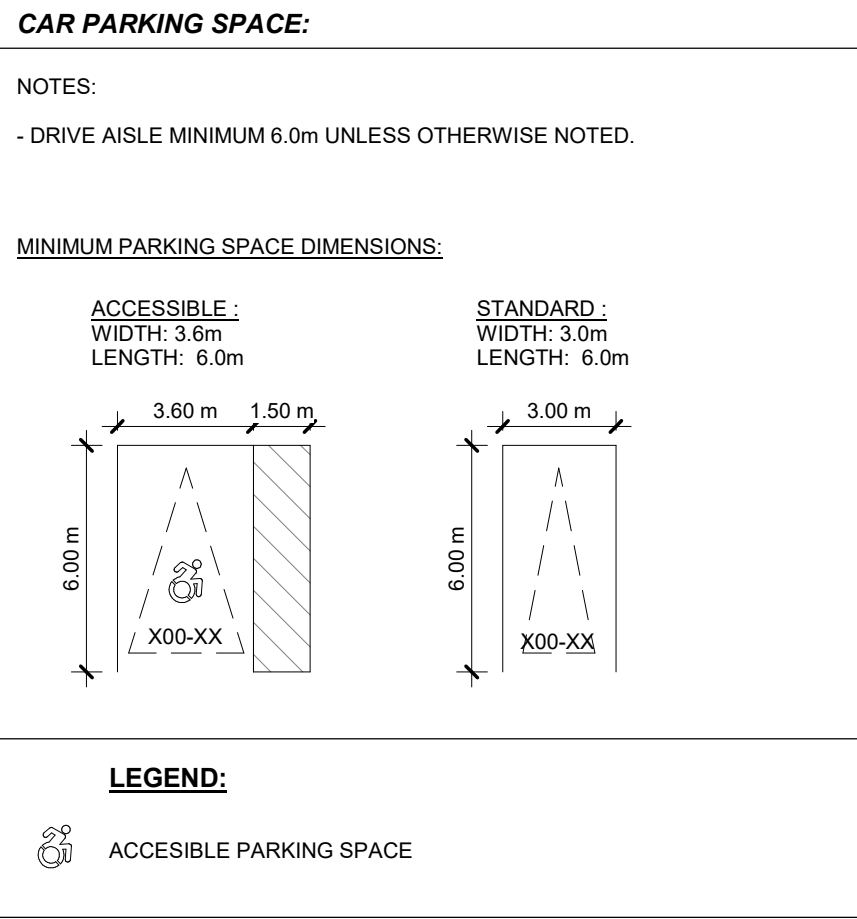 CAR PARKING SPACE:
NOTES:
- DRIVE AISLE MINIMUM 6.0m UNLESS OTHERWISE NOTED.
MINIMUM PARKING SPACE DIMENSIONS:
ACCESSIBLE :
WIDTH: 3.6m
LENGTH: 6.0m
3.60 m 1.50 m
6.00 m
X00-XX
STANDARD :
WIDTH: 3.0m
LENGTH: 6.0m
3.00 m
6.00 m
X00-XX
LEGEND:
ACCESIBLE PARKING SPACE